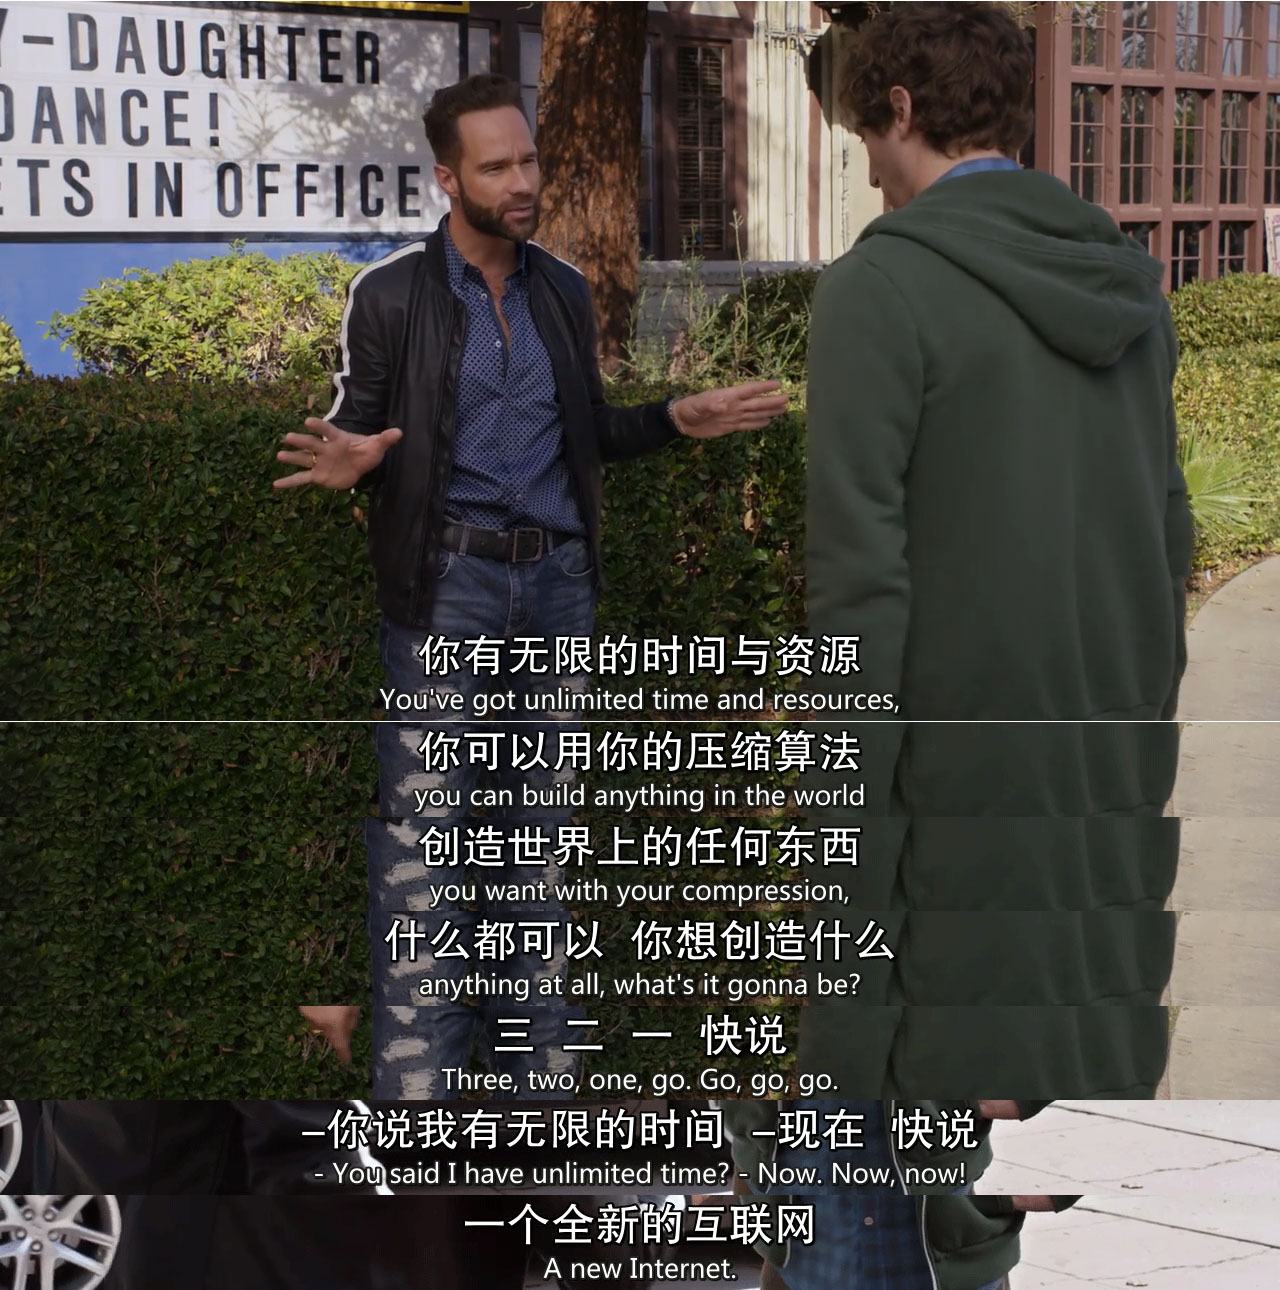 Y-DAUGHTER
DANCE!
ETS IN OFFICE
你有无限的时间与资源
You've got unlimited time and resources,
你可以用你的压缩算法
you can build anything in the world
创造世界上的任何东西
you want with your compression,
什么都可以 你想创造什么
anything at all, what's it gonna be?
三 二 一 快说
Three, two, one, go. Go, go, go.
-你说我有无限的时间 -现在 快说
- You said I have unlimited time? - Now. Now, now!
一个全新的互联网
A new Internet.